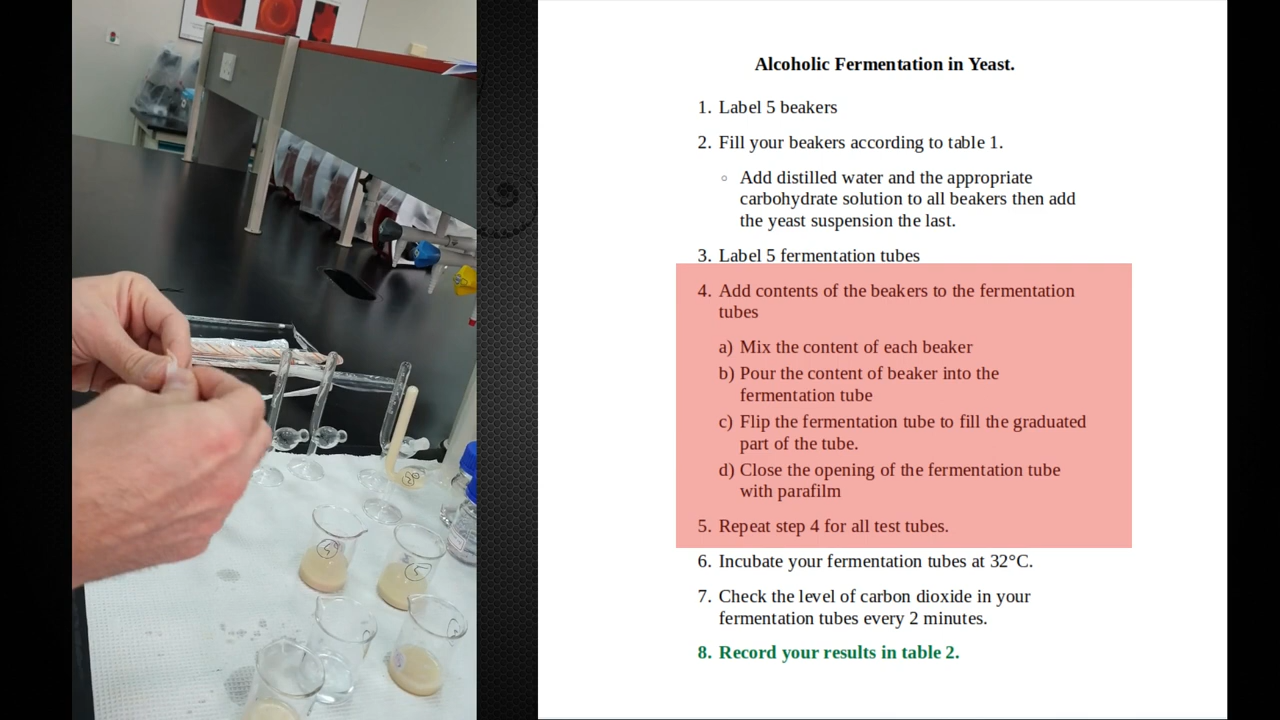 Alcoholic Fermentation in Yeast.
1. Label 5 beakers
2. Fill your beakers according to table 1.
○ Add distilled water and the appropriate
carbohydrate solution to all beakers then add
the yeast suspension the last.
3. Label 5 fermentation tubes
4. Add contents of the beakers to the fermentation
tubes
a) Mix the content of each beaker
b) Pour the content of beaker into the
fermentation tube
c) Flip the fermentation tube to fill the graduated
part of the tube.
d) Close the opening of the fermentation tube
with parafilm
5. Repeat step 4 for all test tubes.
6. Incubate your fermentation tubes at 32°C.
7. Check the level of carbon dioxide in your
fermentation tubes every 2 minutes.
8. Record your results in table 2.
4
5